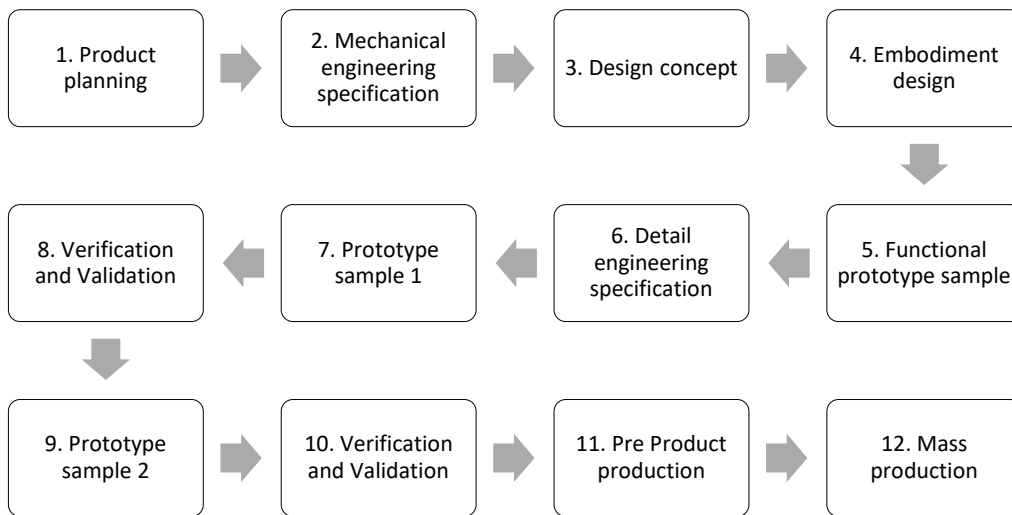 1. Product
planning
2. Mechanical
engineering
specification
3. Design concept
4. Embodiment
design
5. Functional
prototype sample
6. Detail
engineering
specification
7. Prototype
sample 1
8. Verification
and Validation
9. Prototype
sample 2
10. Verification
and Validation
11. Pre Product
production
12. Mass
production